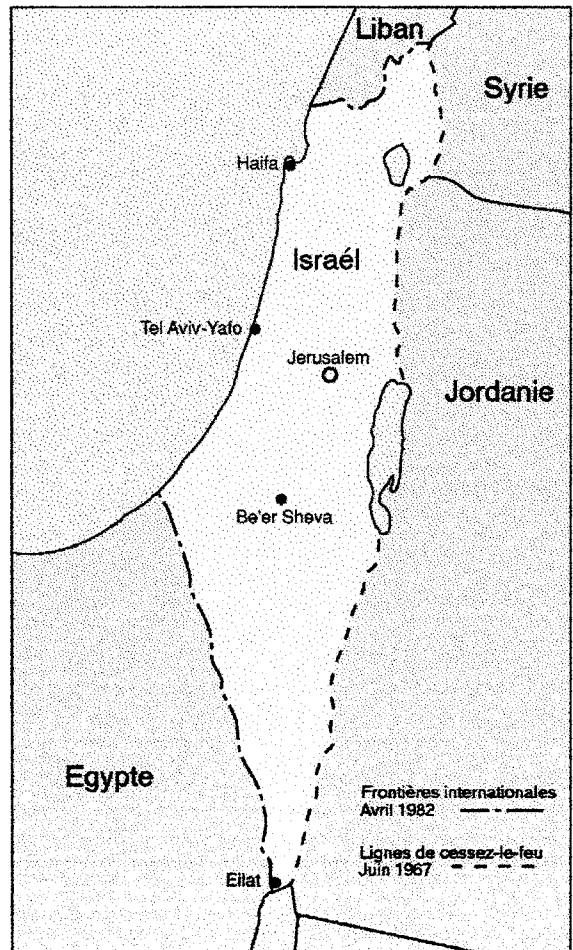 Liban
Syrie
Haifa
Israél
Tel Aviv-Yafo
Jerusalem
Jordanie
Be'er Sheva
Egypte
Frontières internationales
Avril 1982
Lignes de cessez-le-feu
Juin 1967
Eilat